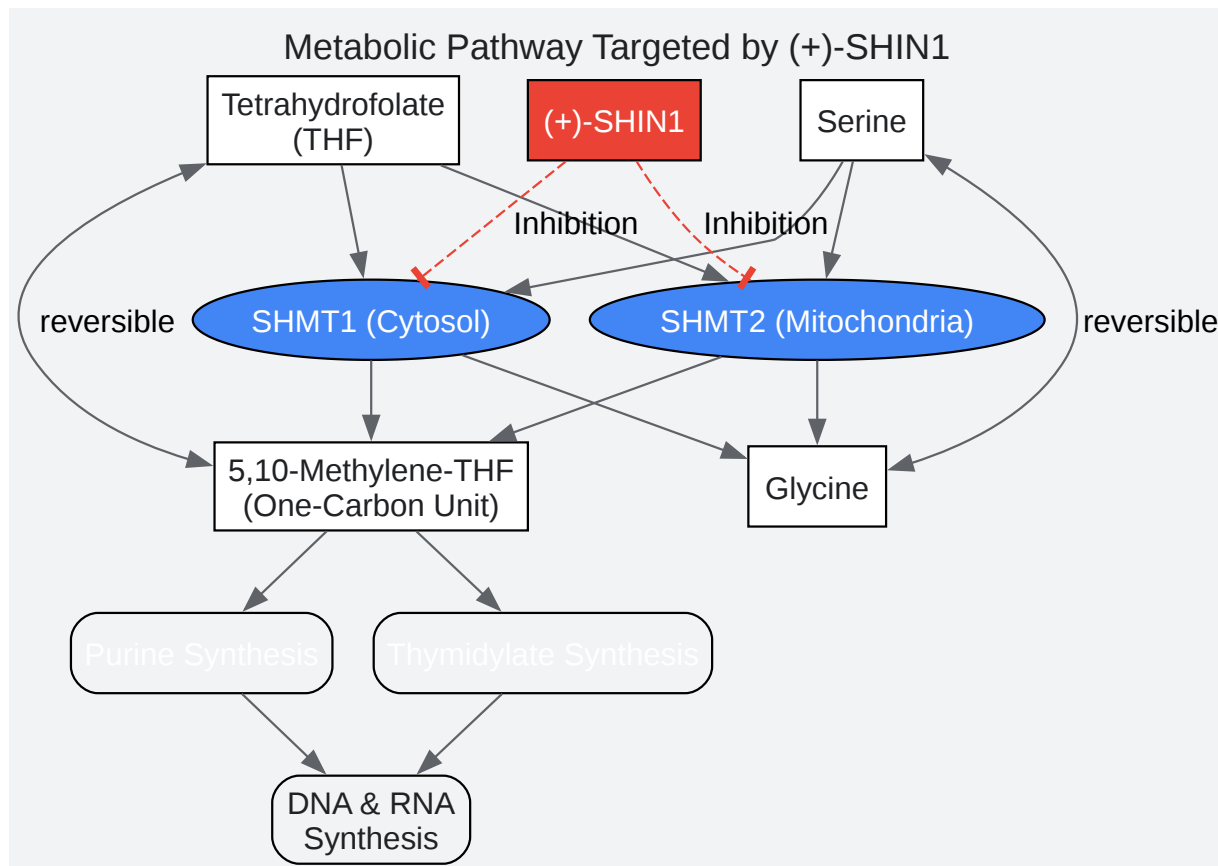 Metabolic Pathway Targeted by (+)-SHIN1
Tetrahydrofolate
(THF)
(+)-SHIN1
Serine
Inhibition
Inhibition
reversible
SHMT1 (Cytosol)
SHMT2 (Mitochondria)
reversible
5,10-Methylene-THF
(One-Carbon Unit)
Glycine
Purine Synthesis
Thymidylate Synthesis
DNA & RNA
Synthesis